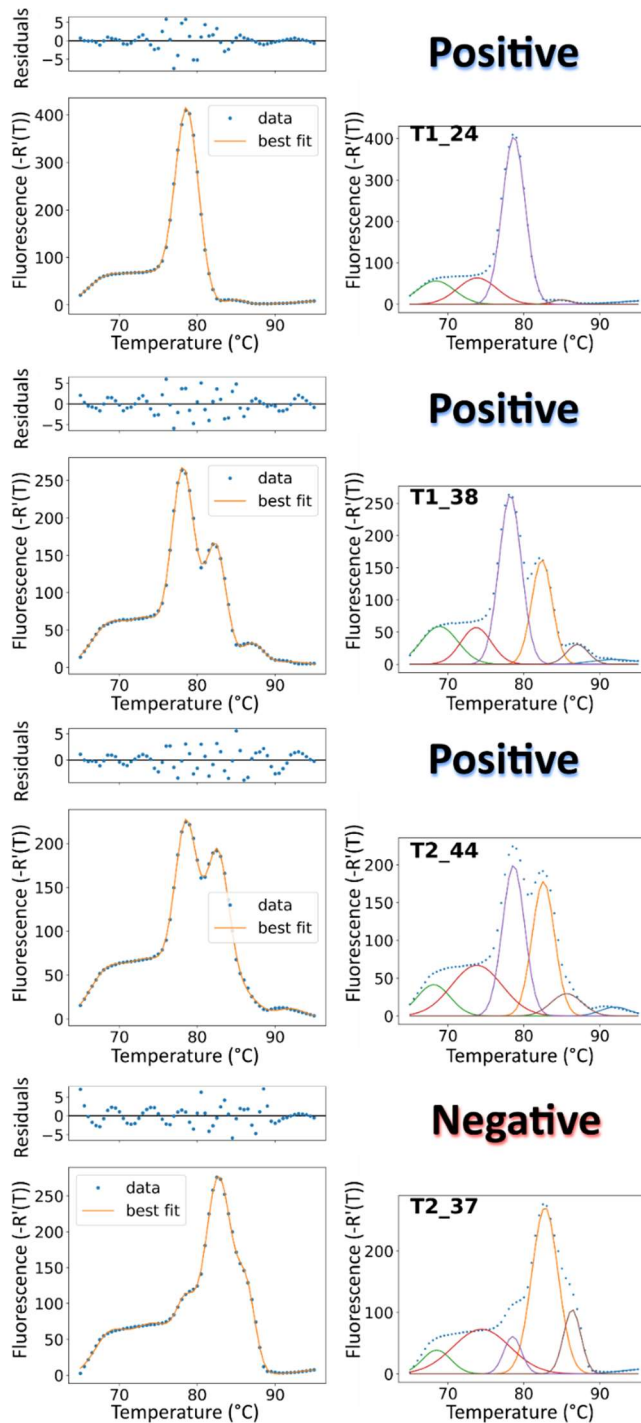 Residuals
5
0
−5
Positive
Fluorescence (-R'(T))
400
300
200
100
0
data
best fit
70
80
90
Temperature (°C)
Fluorescence (-R'(T))
T1_24
400
300
200
100
0
70
80
90
Temperature (°C)
Residuals
5
0
−5
Positive
Fluorescence (-R'(T))
250
200
150
100
50
0
data
best fit
70
80
90
Temperature (°C)
Fluorescence (-R'(T))
T1_38
250
200
150
100
50
0
70
80
90
Temperature (°C)
Residuals
5
0
Positive
Fluorescence (-R'(T))
200
150
100
50
0
data
best fit
70
80
90
Temperature (°C)
Fluorescence (-R'(T))
T2_44
200
150
100
50
0
70
80
90
Temperature (°C)
Residuals
5
0
−5
Negative
Fluorescence (-R'(T))
250
200
150
100
50
0
data
best fit
70
80
90
Temperature (°C)
Fluorescence (-R'(T))
T2_37
200
100
0
70
80
90
Temperature (°C)